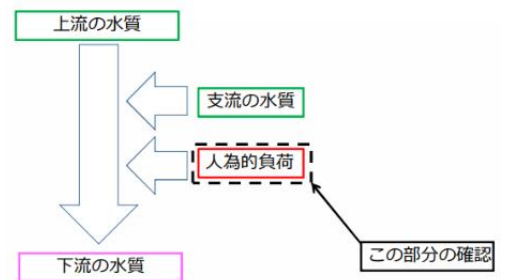 上流の水質
支流の水質
人為的負荷
この部分の確認
下流の水質